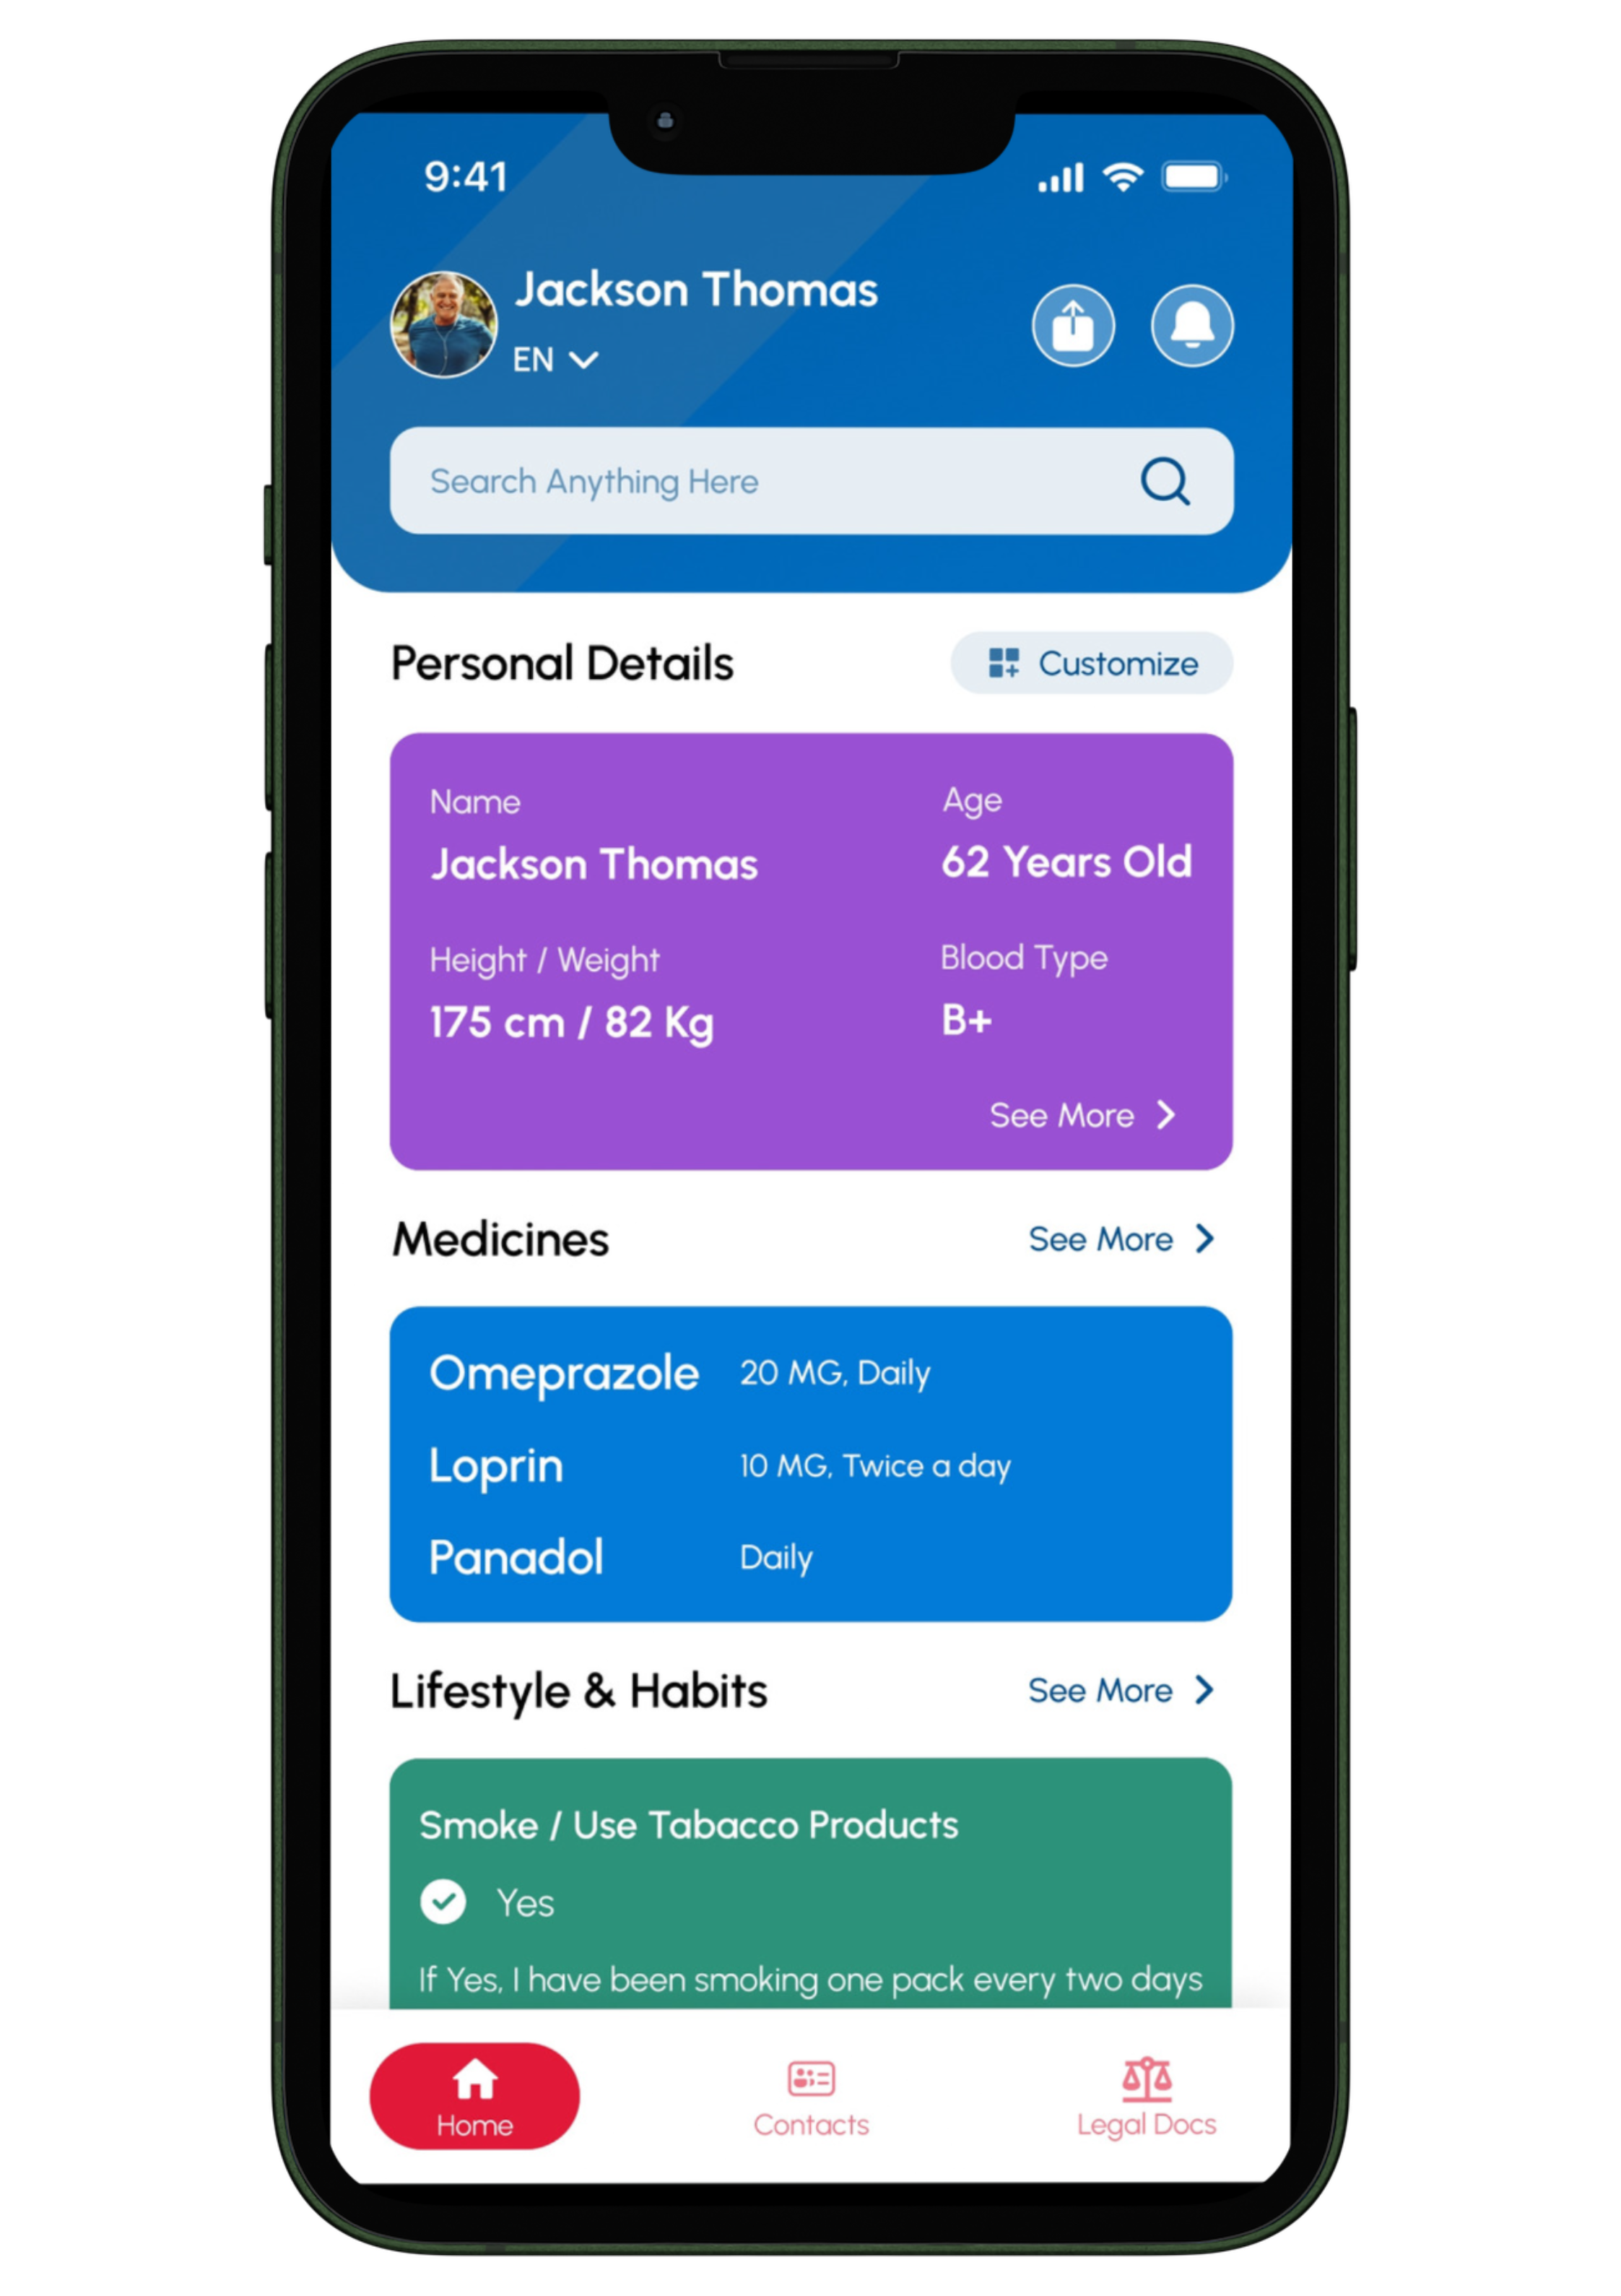 9:41
Jackson Thomas
EN
Search Anything Here
Personal Details
Customize
Name
Age
Jackson Thomas
62 Years Old
Height / Weight
Blood Type
175 cm / 82 Kg
B+
See More
Medicines
See More
Omeprazole 20 MG, Daily
Loprin 10 MG, Twice a day
Panadol Daily
Lifestyle & Habits
See More
Smoke / Use Tabacco Products
Yes
If Yes, I have been smoking one pack every two days
Home
Contacts
Legal Docs